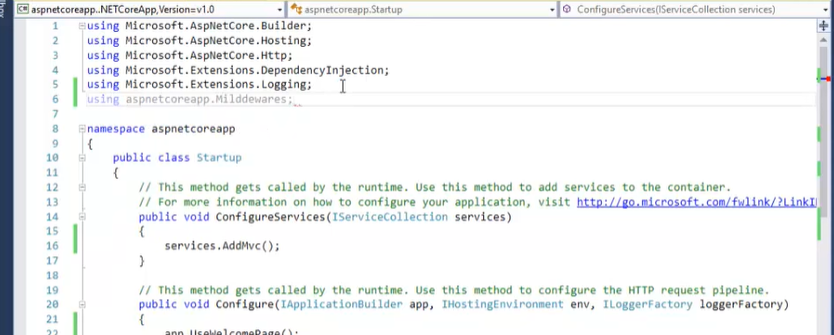 aspnetcoreapp..NETCoreApp,Version=v1.0 aspnetcoreapp.Startup ConfigureServices(IServiceCollection services)
1 using Microsoft.AspNetCore.Builder;
2 using Microsoft.AspNetCore.Hosting;
3 using Microsoft.AspNetCore.Http;
4 using Microsoft.Extensions.DependencyInjection;
5 using Microsoft.Extensions.Logging;
6 using aspnetcoreapp.Milddewares;
7
8 namespace aspnetcoreapp
9 {
10 public class Startup
11 {
12 // This method gets called by the runtime. Use this method to add services to the container.
13 // For more information on how to configure your application, visit http://go.microsoft.com/fwlink/?LinkI
14 public void ConfigureServices(IServiceCollection services)
15 {
16 services.AddMvc();
17 }
18
19 // This method gets called by the runtime. Use this method to configure the HTTP request pipeline.
20 public void Configure(IApplicationBuilder app, IHostingEnvironment env, ILoggerFactory loggerFactory)
21 {
22 app.UseWelcomePage();